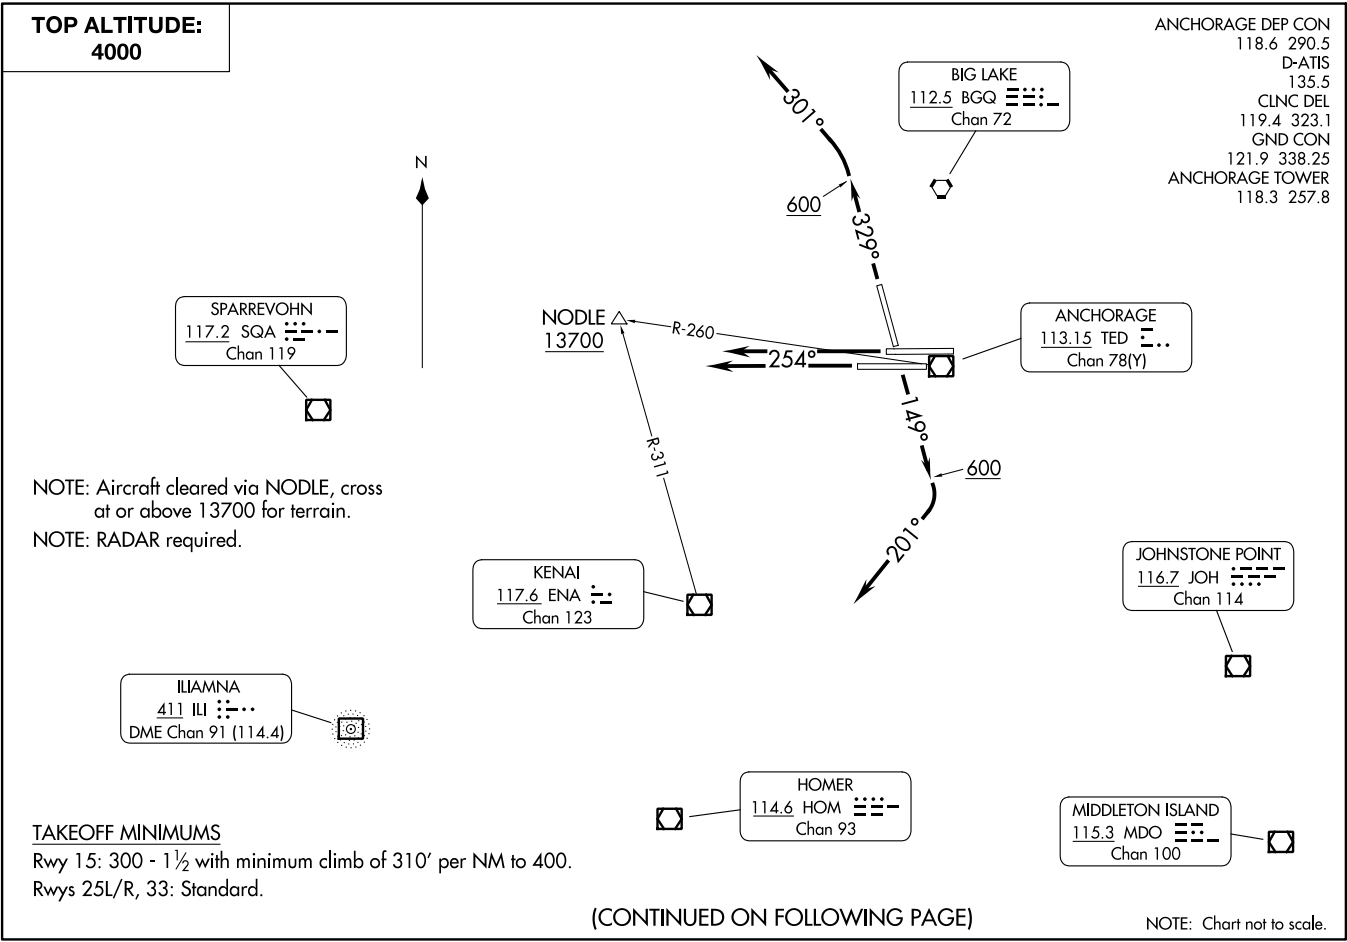 TOP ALTITUDE:
4000
ANCHORAGE DEP CON
118.6 290.5
D-ATIS
135.5
CLNC DEL
119.4 323.1
GND CON
121.9 338.25
ANCHORAGE TOWER
118.3 257.8
BIG LAKE
112.5 BGQ
Chan 72
301°
N
600
329°
SPARREVOHN
117.2 SQA
Chan 119
NODLE
13700
R-260
254°
ANCHORAGE
113.15 TED
Chan 78(Y)
149°
R-311
600
201°
NOTE: Aircraft cleared via NODLE, cross
at or above 13700 for terrain.
NOTE: RADAR required.
KENAI
117.6 ENA
Chan 123
JOHNSTONE POINT
116.7 JOH
Chan 114
ILIAMNA
411 ILI
DME Chan 91 (114.4)
HOMER
114.6 HOM
Chan 93
MIDDLETON ISLAND
115.3 MDO
Chan 100
TAKEOFF MINIMUMS
Rwy 15: 300 - 1½ with minimum climb of 310' per NM to 400.
Rwys 25L/R, 33: Standard.
(CONTINUED ON FOLLOWING PAGE)
NOTE: Chart not to scale.